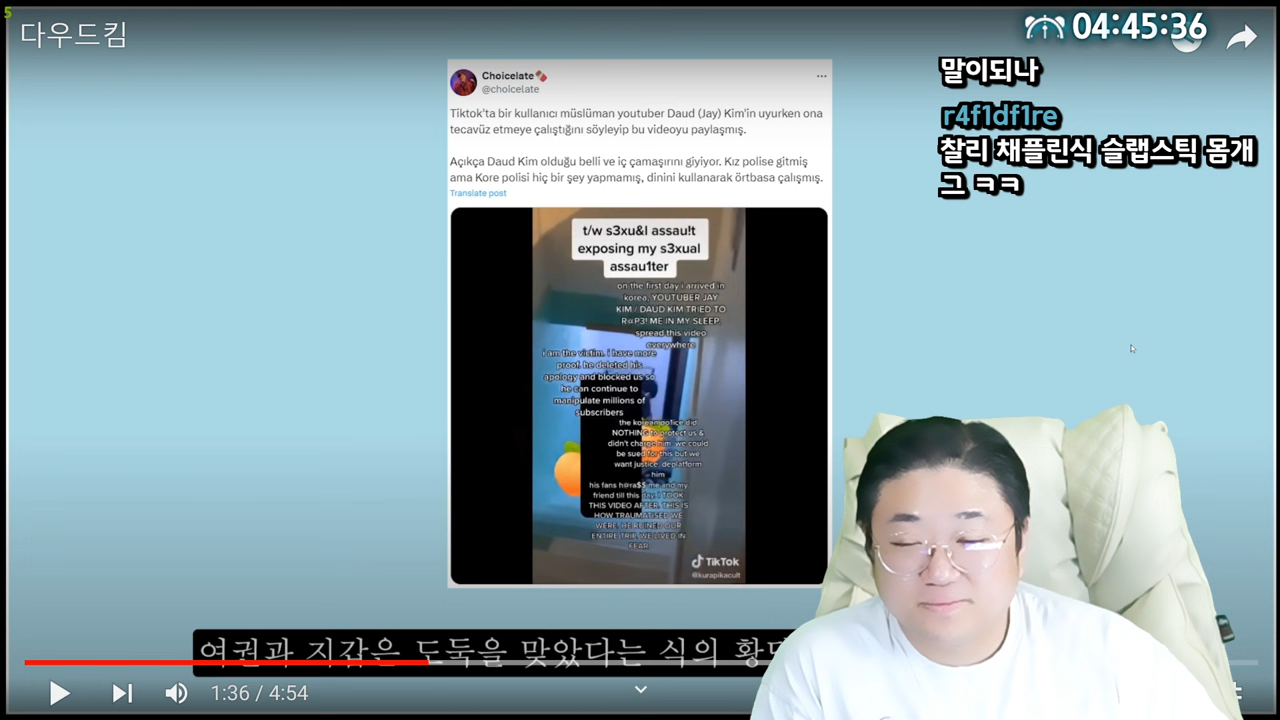 5
다우드킴
04:45:36
말이되나
r4f1df1re
찰리 채플린식 슬랩스틱 몸개
그 ㅋㅋ
Choicelate
@choicelate
Tiktok'ta bir kullanıcı müslüman youtuber Daud (Jay) Kim'in uyurken ona
tecavüz etmeye çalıştığını söyleyip bu videoyu paylaşmış.
Açıkça Daud Kim olduğu belli ve iç çamaşırını giyiyor. Kız polise gitmiş
ama Kore polisi hiç bir şey yapmamış, dinini kullanarak örtbasa çalışmış.
Translate post
t/w s3xu&l assau!t
exposing my s3xual
assau1ter
on the first day i arrived in
korea, YOUTUBER JAY
KIM / DAUD KIM TRIED TO
R@P3! ME IN MY SLEEP.
spread this video
everywhere
i am the victim. i have more
proof. he deleted his
apology and blocked us so
he can continue to
manipulate millions of
subscribers
the korean police did
NOTHING to protect us &
didn't charge him. we could
be sued for this but we
want justice. deplatform
him
his fans h@ra$$ me and my
friend till this day. I TOOK
THIS VIDEO AFTER. THIS IS
HOW TRAUMATISED WE
WERE. HE RUINED OUR
ENTIRE TRIP. WE LIVED IN
FEAR
TikTok
@kurapikacult
여권과 지갑은 도둑을 맞았다는 식의
1:36 / 4:54